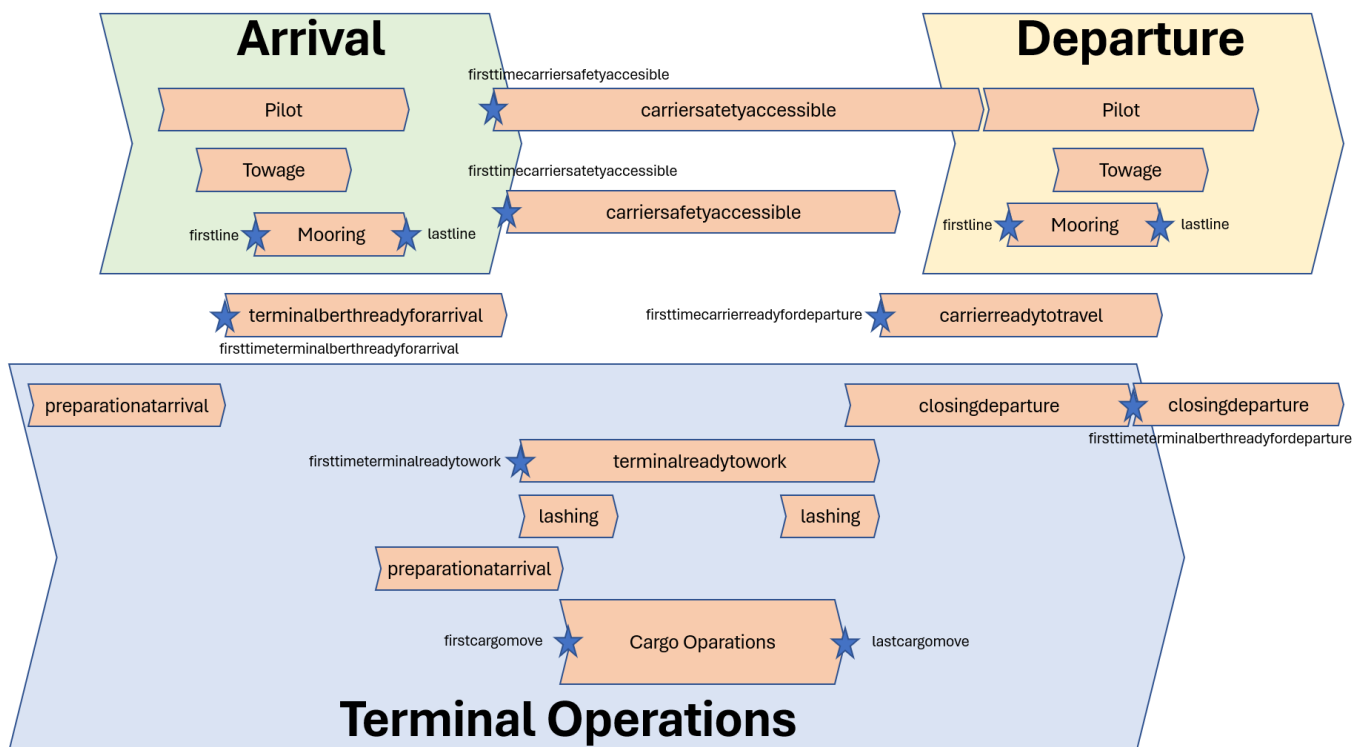 Arrival
Departure
firsttimecarriersafetyaccesible
Pilot
carriersatetyaccessible
Pilot
Towage
firsttimecarriersatetyaccessible
Towage
carriersafetyaccessible
firstline
Mooring
lastline
firstline
Mooring
lastline
terminalberthreadyforarrival
firsttimecarrierreadyfordeparture
carrierreadytotravel
firsttimeterminalberthreadyforarrival
preparationatarrival
closingdeparture
closingdeparture
firsttimeterminalberthreadyfordeparture
firsttimeterminalreadytowork
terminalreadytowork
lashing
lashing
preparationatarrival
firstcargomove
Cargo Oparations
lastcargomove
Terminal Operations